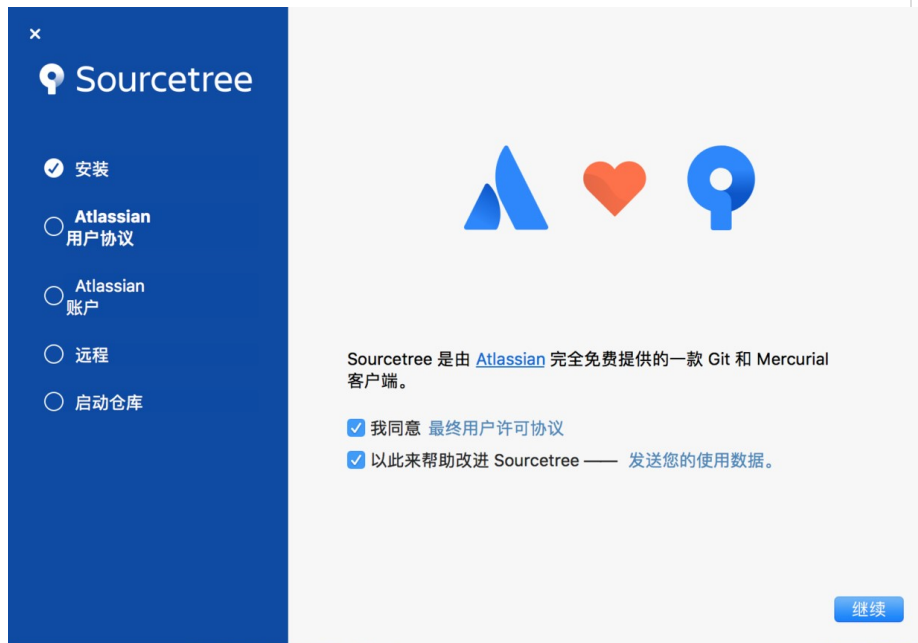 Sourcetree
安装
Atlassian
用户协议
Atlassian
账户
远程
启动仓库
Sourcetree 是由 Atlassian 完全免费提供的一款 Git 和 Mercurial
客户端。
我同意 最终用户许可协议
以此来帮助改进 Sourcetree —— 发送您的使用数据。
继续